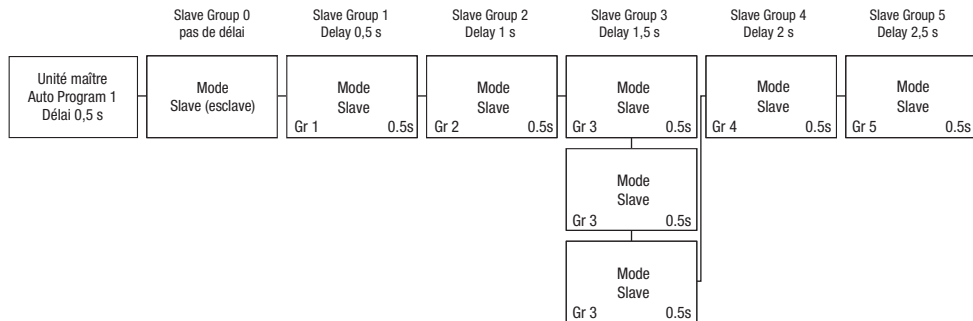 Slave Group 0
pas de délai
Slave Group 1
Delay 0,5 s
Slave Group 2
Delay 1 s
Slave Group 3
Delay 1,5 s
Slave Group 4
Delay 2 s
Slave Group 5
Delay 2,5 s
Unité maître
Auto Program 1
Délai 0,5 s
Mode
Slave (esclave)
Mode
Slave
Gr 1 0.5s
Mode
Slave
Gr 2 0.5s
Mode
Slave
Gr 3 0.5s
Mode
Slave
Gr 4 0.5s
Mode
Slave
Gr 5 0.5s
Mode
Slave
Gr 3 0.5s
Mode
Slave
Gr 3 0.5s